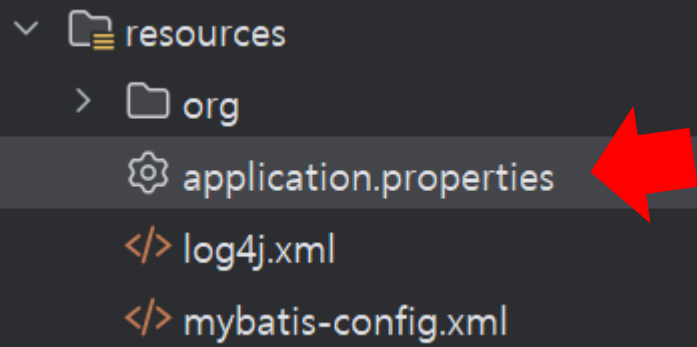 resources
org
application.properties
</> log4j.xml
</> mybatis-config.xml